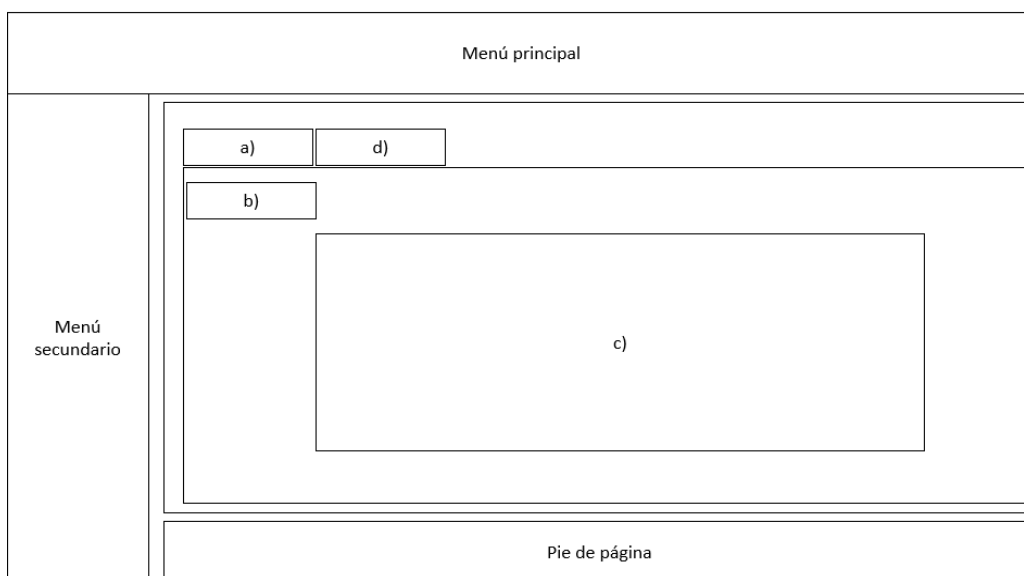 Menú principal
a)
d)
b)
c)
Menú
secundario
Pie de página